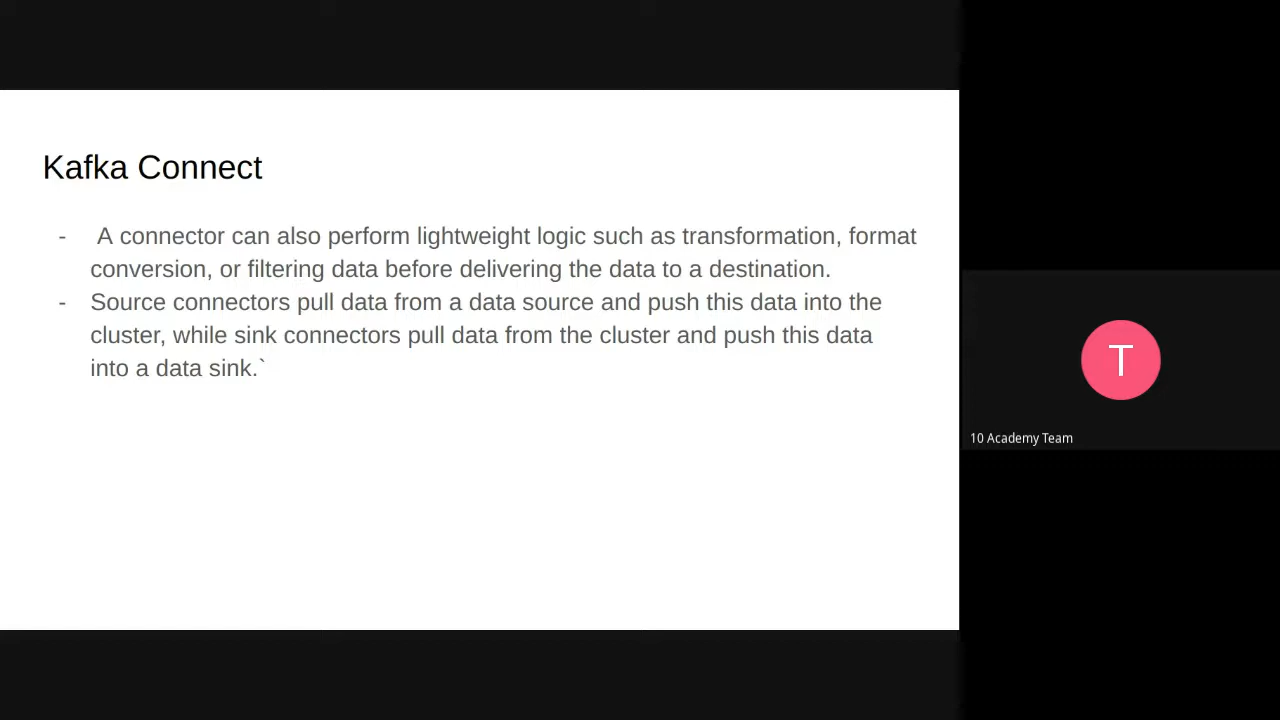 Kafka Connect
- A connector can also perform lightweight logic such as transformation, format
conversion, or filtering data before delivering the data to a destination.
- Source connectors pull data from a data source and push this data into the
cluster, while sink connectors pull data from the cluster and push this data
into a data sink.`
T
10 Academy Team